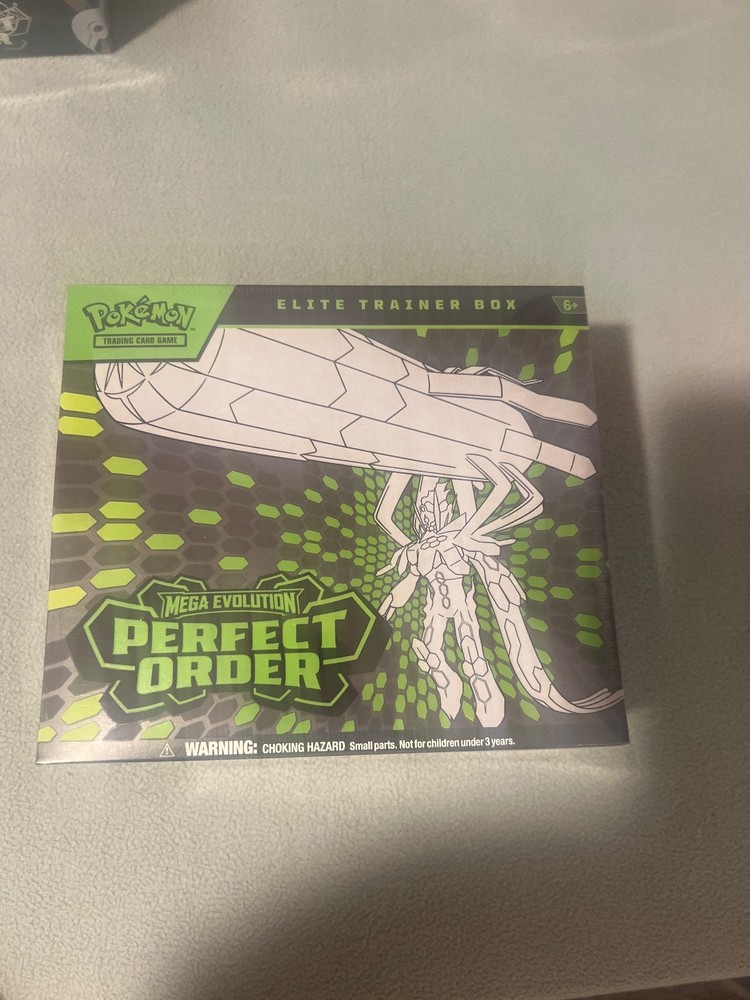 POKéMON
TRADING CARD GAME
ELITE TRAINER BOX
6+
MEGA EVOLUTION
PERFECT
ORDER
WARNING: CHOKING HAZARD Small parts. Not for children under 3 years.